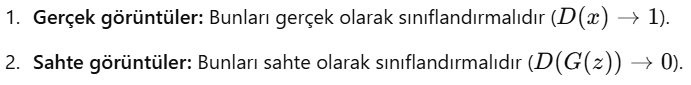 1. Gerçek görüntüler: Bunları gerçek olarak sınıflandırmalıdır (D(x) → 1).
2. Sahte görüntüler: Bunları sahte olarak sınıflandırmalıdır (D(G(z)) → 0).